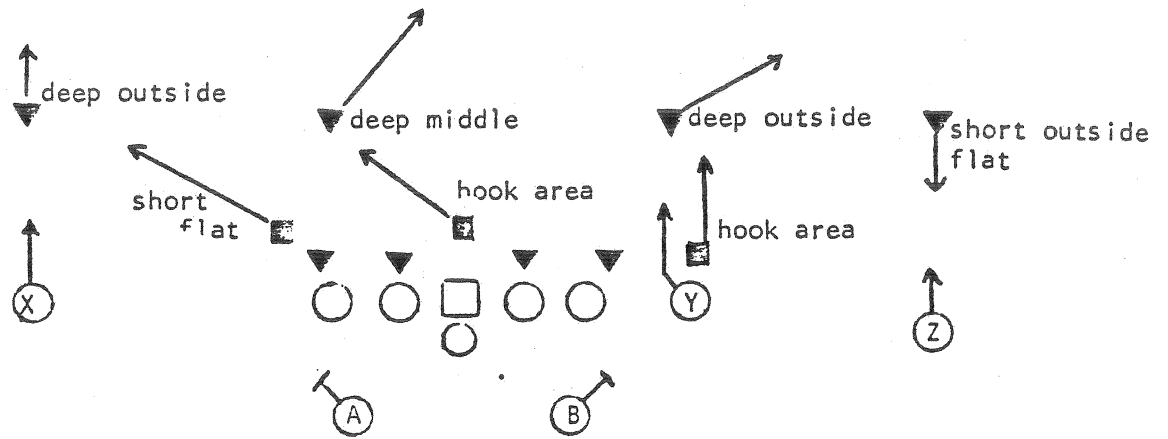 deep outside
deep middle
deep outside
short outside
flat
short
flat
hook area
hook area
X
Y
Z
A
B